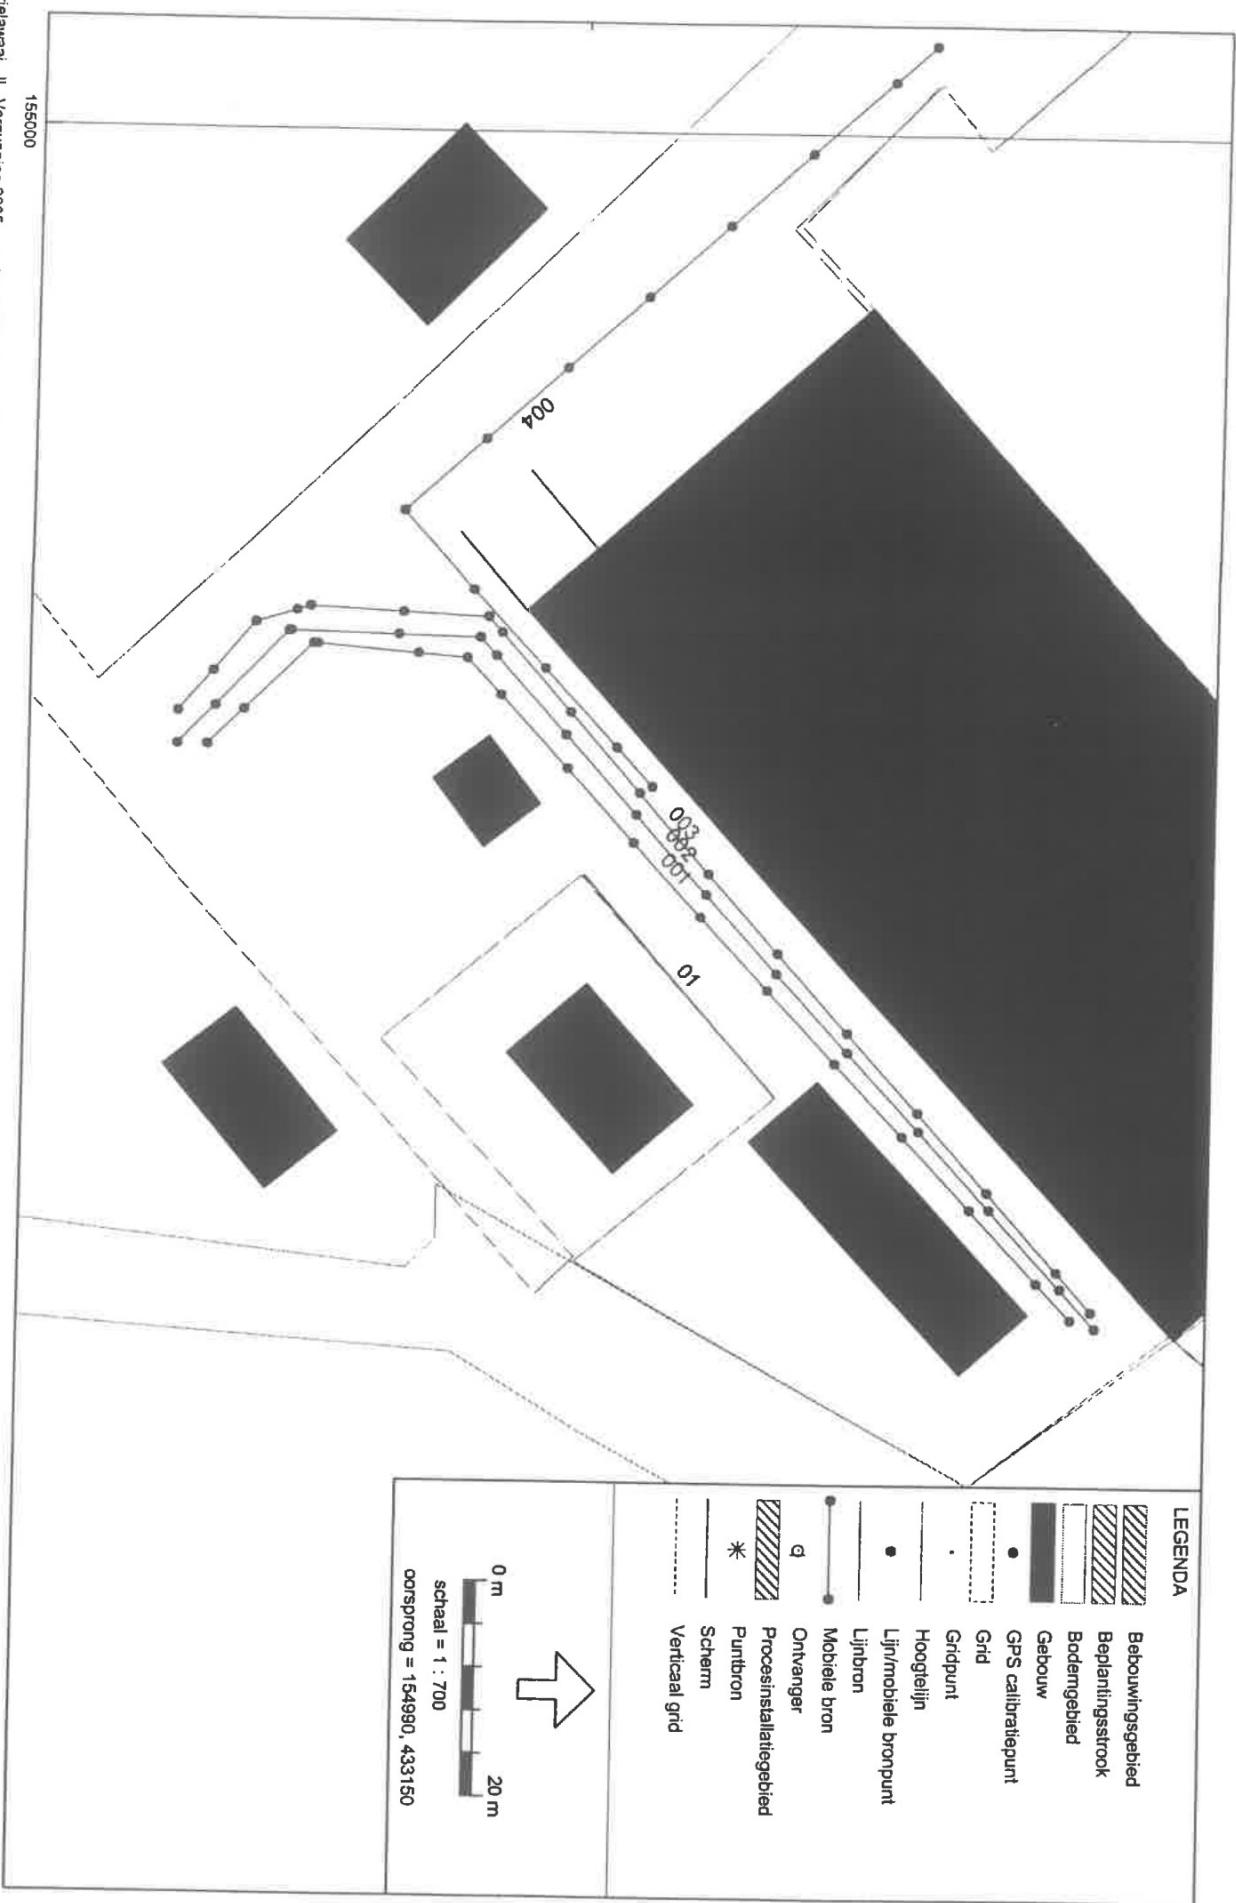 LEGENDA
Bebouwingsgebied
Beplantingsstrook
Bodemgebied
Gebouw
GPS calibratiepunt
Grid
Gridpunt
Hoogtelijn
Lijn/mobiele bronpunt
Lijnbron
Mobiele bron
Ontvanger
Procesinstallatiegebied
Puntbron
Scherm
Verticaal grid
0 m
20 m
schaal = 1 : 700
oorsprong = 154990, 433150
004
003
002
001
01
155000